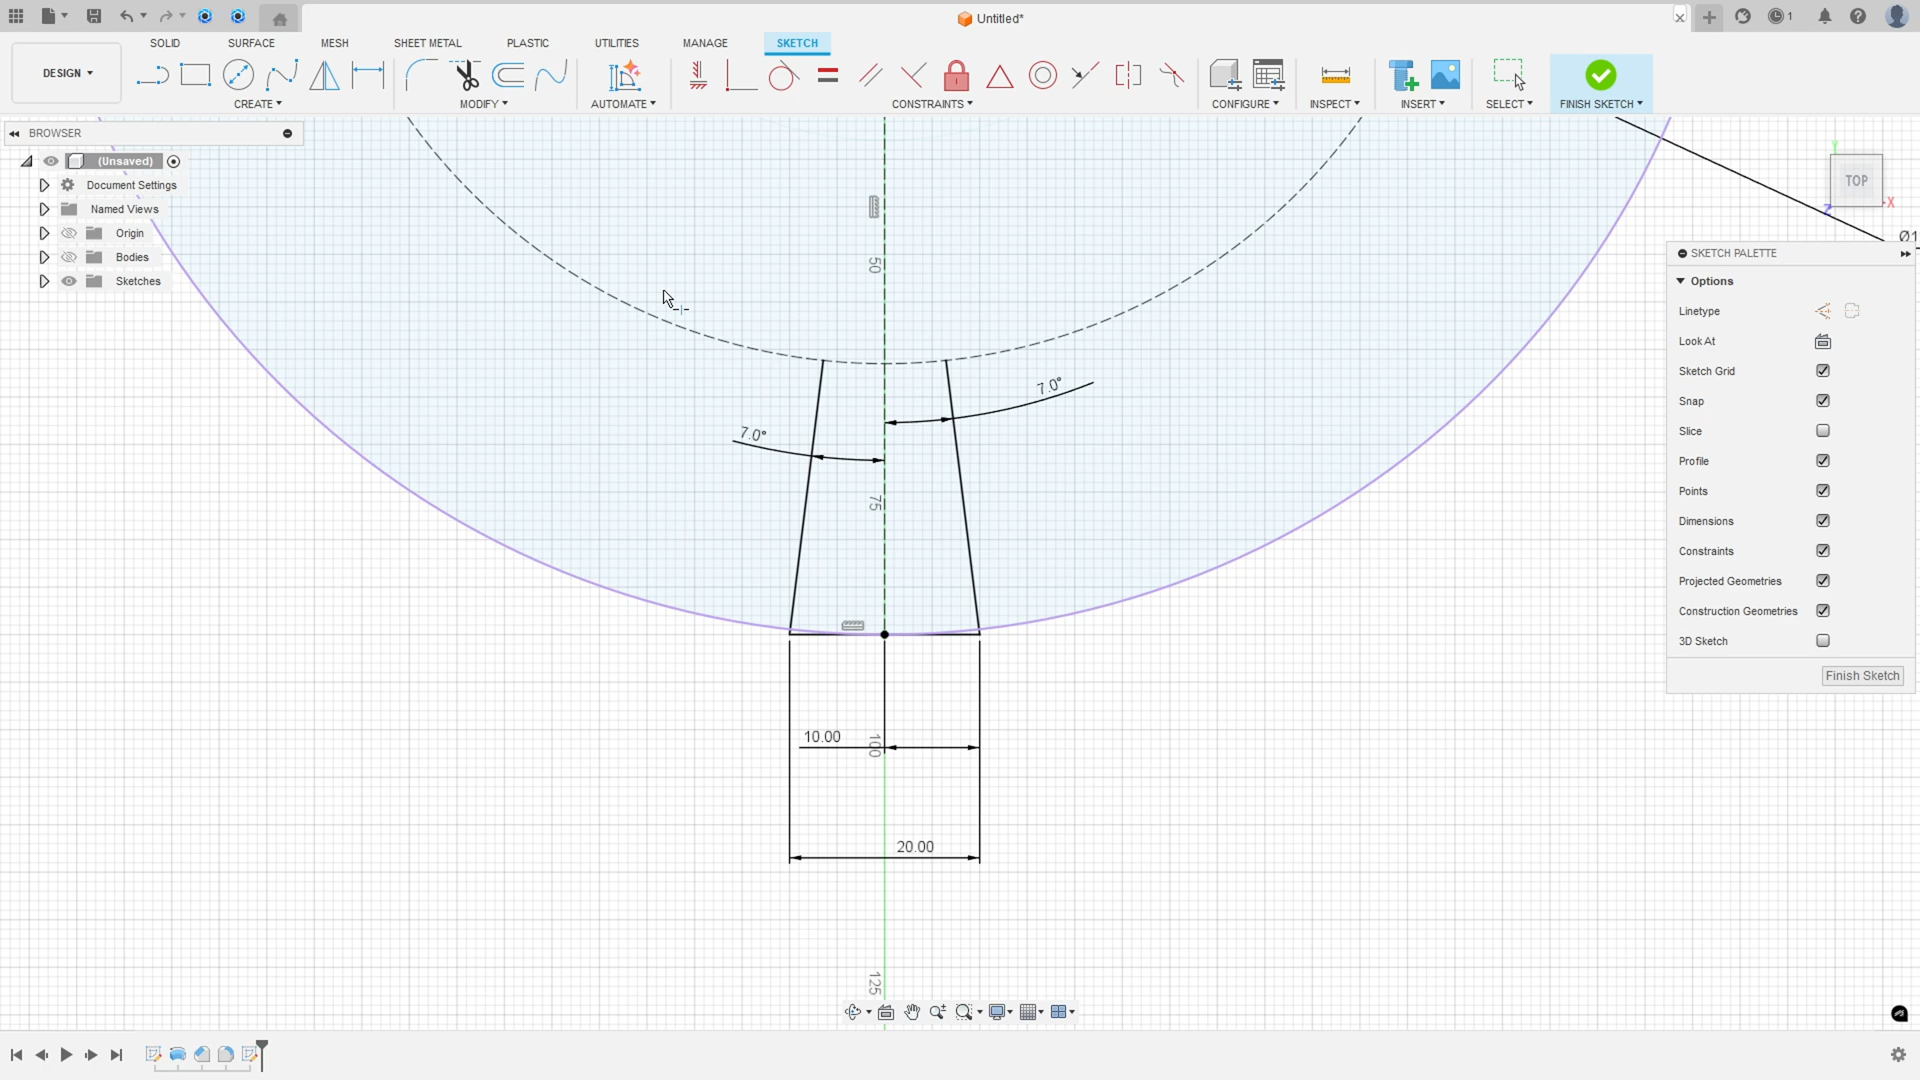 Untitled*
1
DESIGN
SOLID
SURFACE
MESH
SHEET METAL
PLASTIC
UTILITIES
MANAGE
SKETCH
CREATE
MODIFY
AUTOMATE
CONSTRAINTS
CONFIGURE
INSPECT
INSERT
SELECT
FINISH SKETCH
BROWSER
(Unsaved)
Document Settings
Named Views
Origin
Bodies
Sketches
Y
TOP
X
Z
50
7.0°
7.0°
75
10.00
100
20.00
125
Ø1
SKETCH PALETTE
Options
Linetype
Look At
Sketch Grid
Snap
Slice
Profile
Points
Dimensions
Constraints
Projected Geometries
Construction Geometries
3D Sketch
Finish Sketch